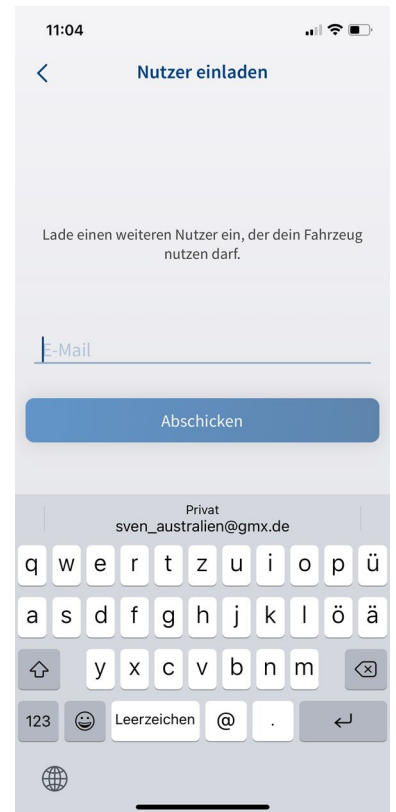 11:04
Nutzer einladen
Lade einen weiteren Nutzer ein, der dein Fahrzeug
nutzen darf.
E-Mail
Abschicken
Privat
sven_australien@gmx.de
q w e r t z u i o p ü
a s d f g h j k l ö ä
y x c v b n m
123 Leerzeichen @ .